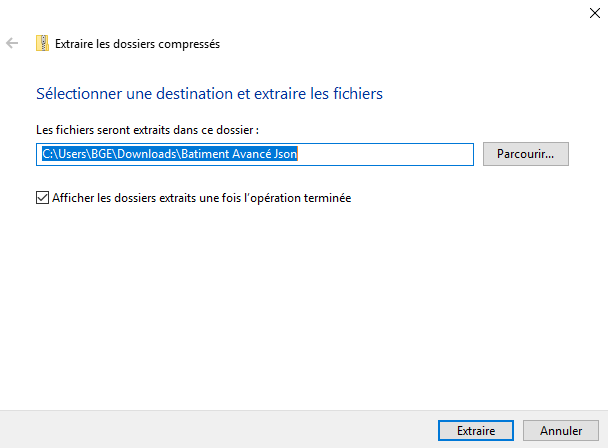 Extraire les dossiers compressés
Sélectionner une destination et extraire les fichiers
Les fichiers seront extraits dans ce dossier :
C:\Users\BGE\Downloads\Batiment Avancé Json
Parcourir...
Afficher les dossiers extraits une fois l'opération terminée
Extraire
Annuler